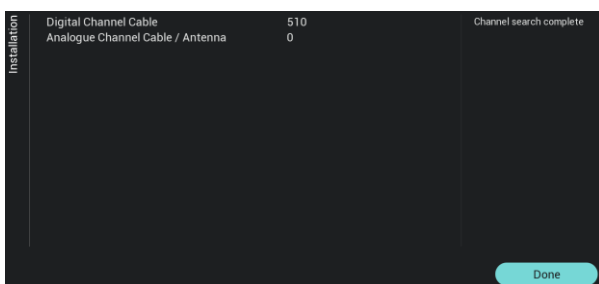 Installation
Digital Channel Cable 510
Analogue Channel Cable / Antenna 0
Channel search complete
Done